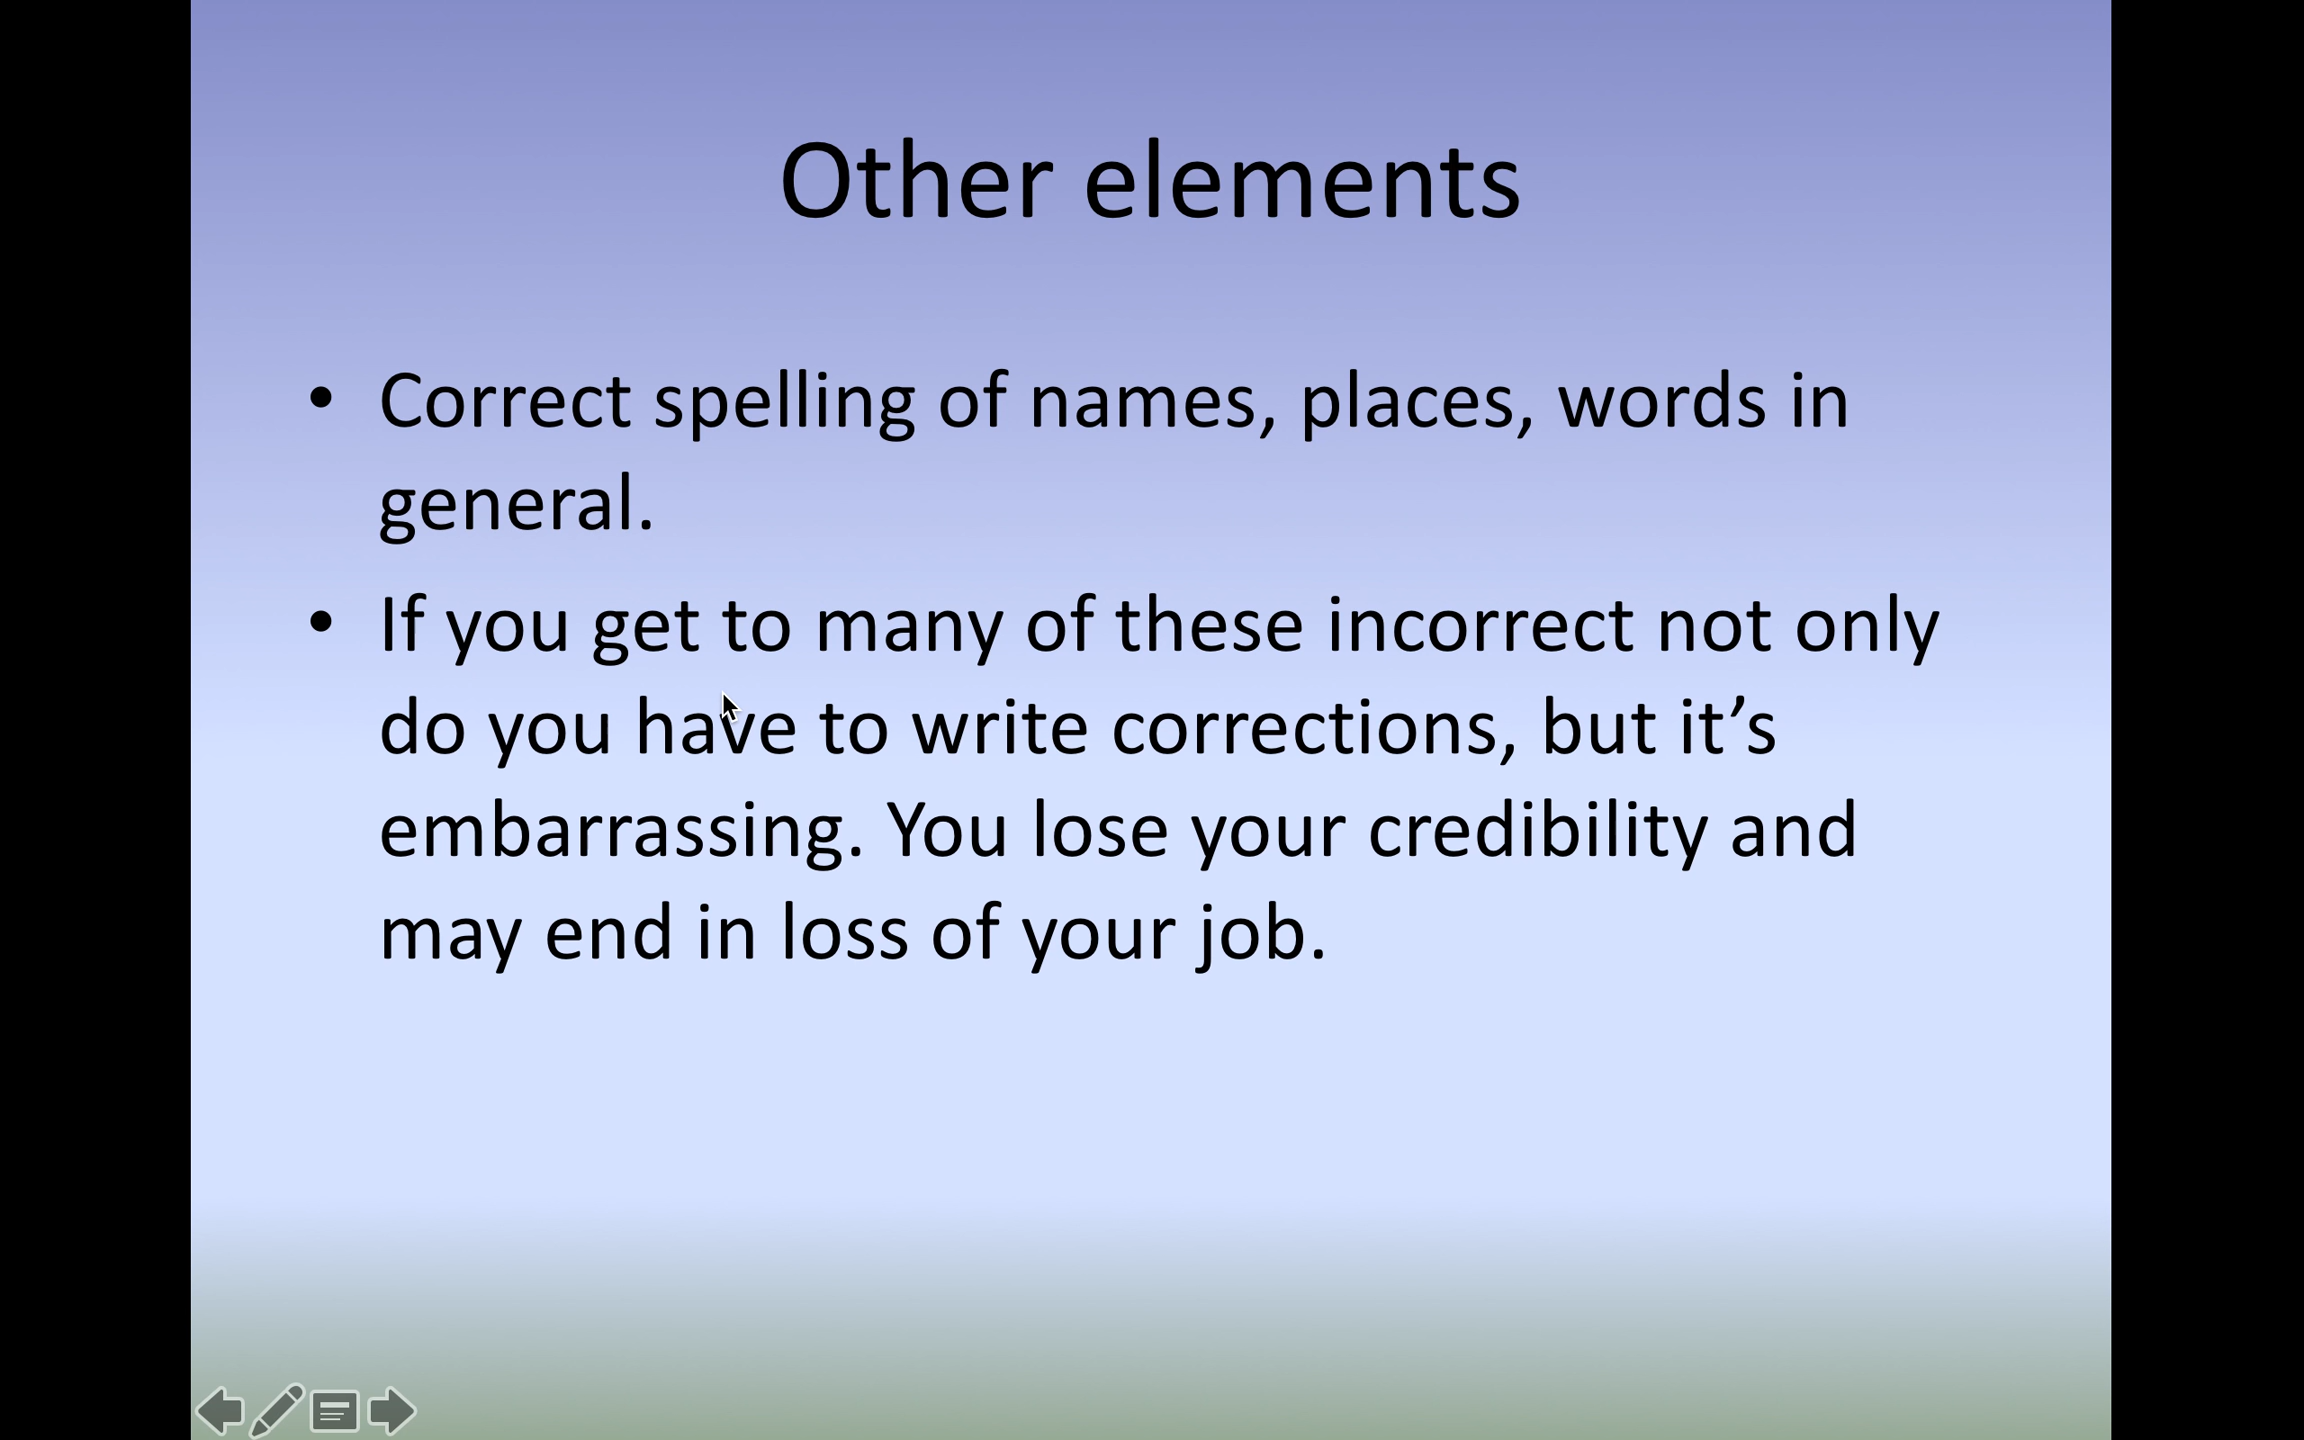 Other elements
• Correct spelling of names, places, words in
general.
• If you get to many of these incorrect not only
do you have to write corrections, but it’s
embarrassing. You lose your credibility and
may end in loss of your job.